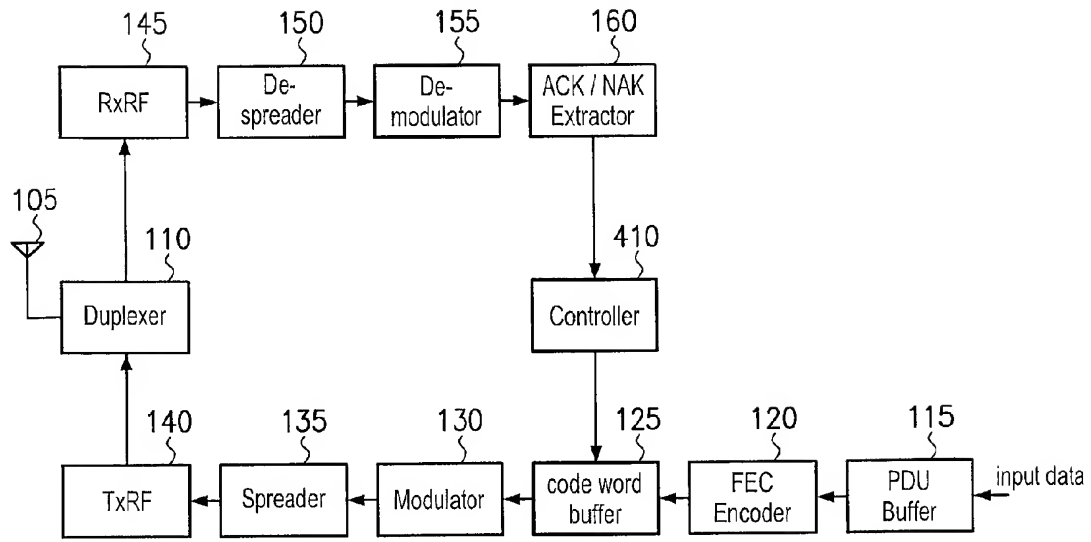 145
150
155
160
RxRF
De-
spreader
De-
modulator
ACK / NAK
Extractor
105
110
410
Duplexer
Controller
140
135
130
125
120
115
TxRF
Spreader
Modulator
code word
buffer
FEC
Encoder
PDU
Buffer
input data